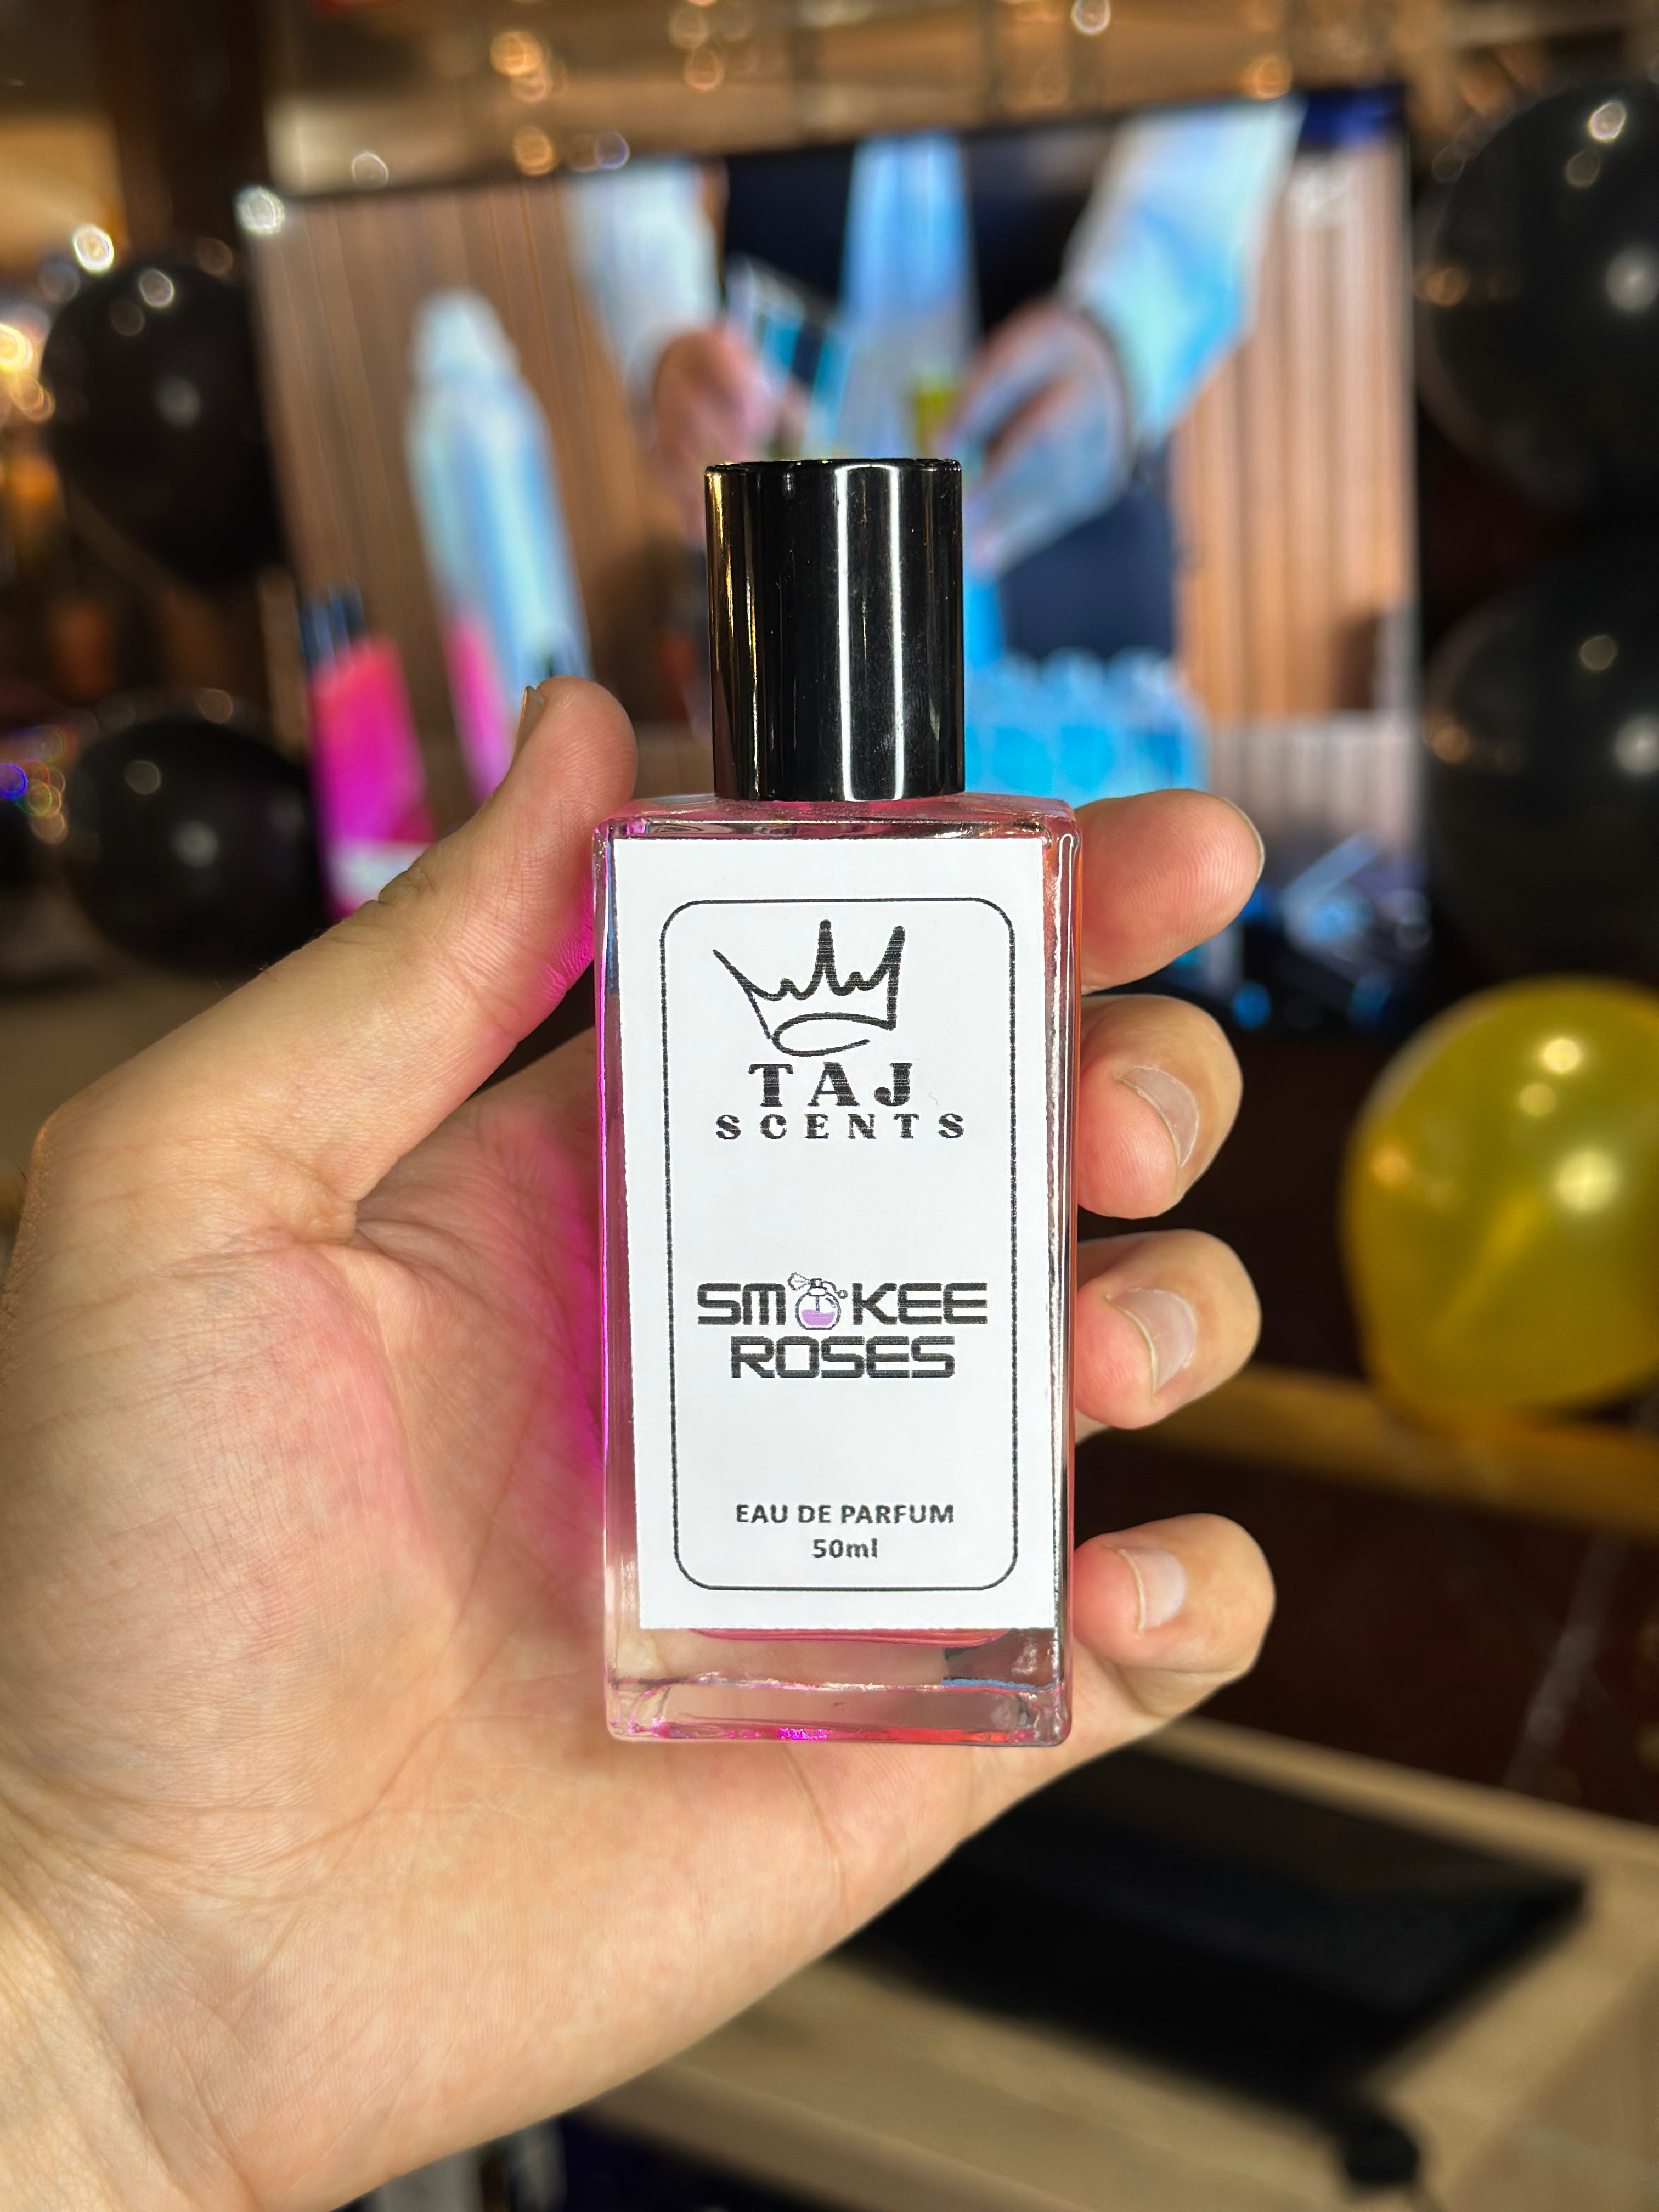 TAJ
SCENTS
SMOKEE
ROSES
EAU DE PARFUM
50ml